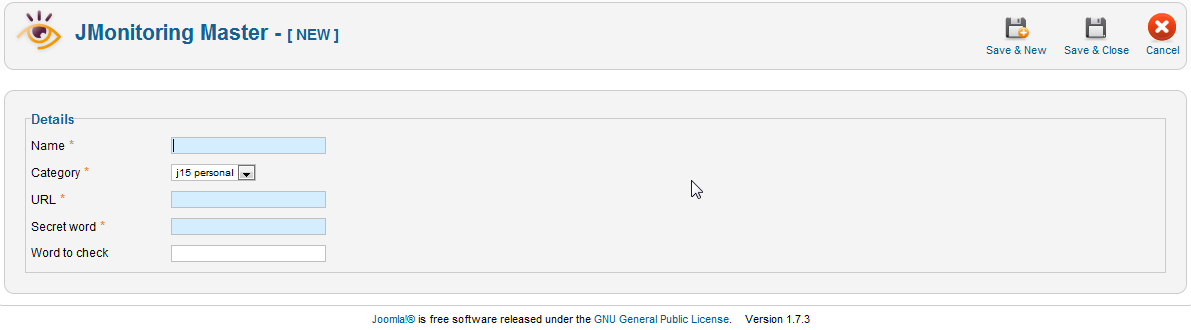 JMonitoring Master - [ NEW ]
Save & New Save & Close Cancel
Details
Name *
Category * j15 personal
URL *
Secret word *
Word to check
Joomla!® is free software released under the GNU General Public License. Version 1.7.3